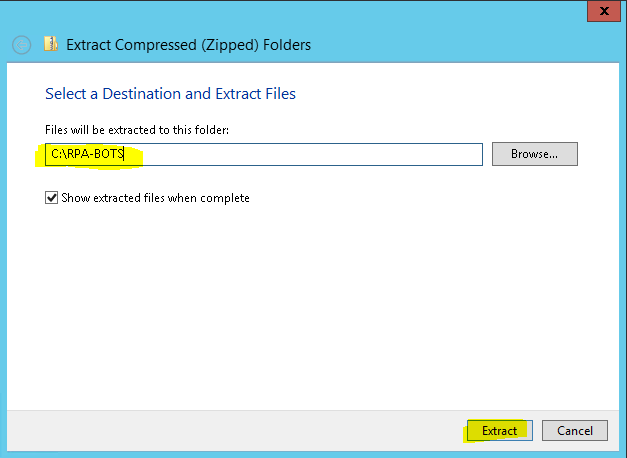 x
Extract Compressed (Zipped) Folders
Select a Destination and Extract Files
Files will be extracted to this folder:
C:\RPA-BOTS
Browse...
Show extracted files when complete
Extract
Cancel